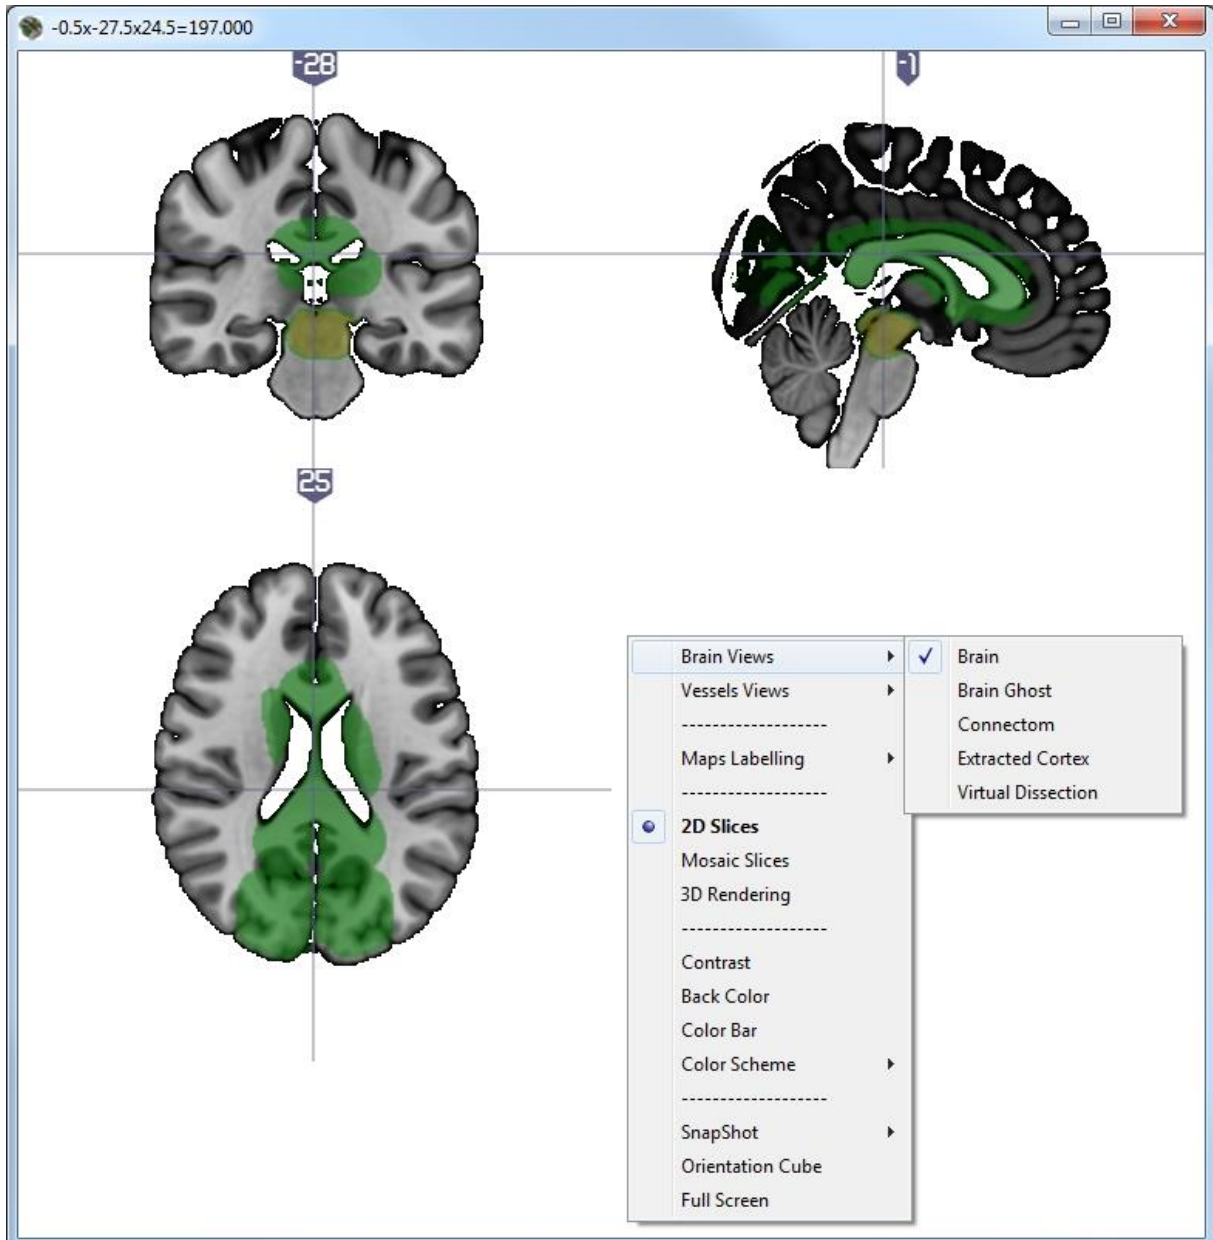 -0.5x-27.5x24.5=197.000
-28
-1
25
Brain Views
Vessels Views
-------------------
Maps Labelling
-------------------
2D Slices
Mosaic Slices
3D Rendering
-------------------
Contrast
Back Color
Color Bar
Color Scheme
-------------------
SnapShot
Orientation Cube
Full Screen
Brain
Brain Ghost
Connectom
Extracted Cortex
Virtual Dissection